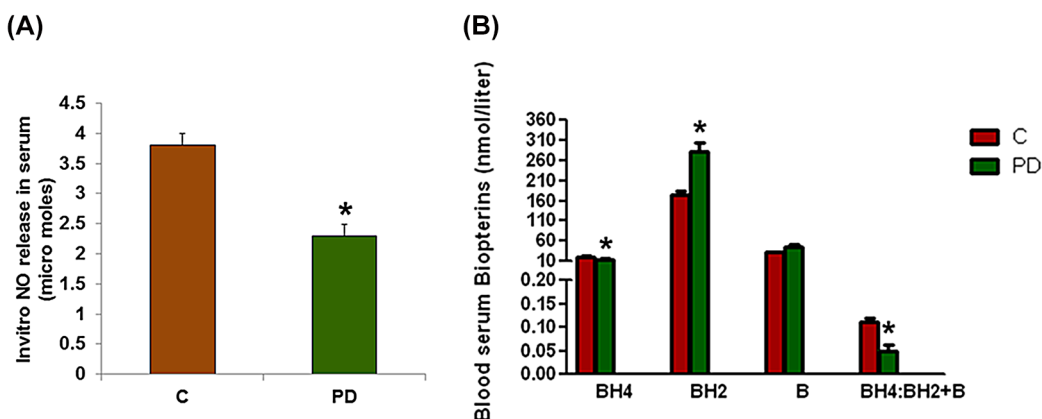 (A)
Invitro NO release in serum
(micro moles)
4.5
4
3.5
3
2.5
2
1.5
1
0.5
0
*
C
PD
(B)
Blood serum Biopterins (nmol/liter)
360
310
260
210
160
110
60
10
0.20
0.15
0.10
0.05
0.00
*
*
*
BH4
BH2
B
BH4:BH2+B
C
PD